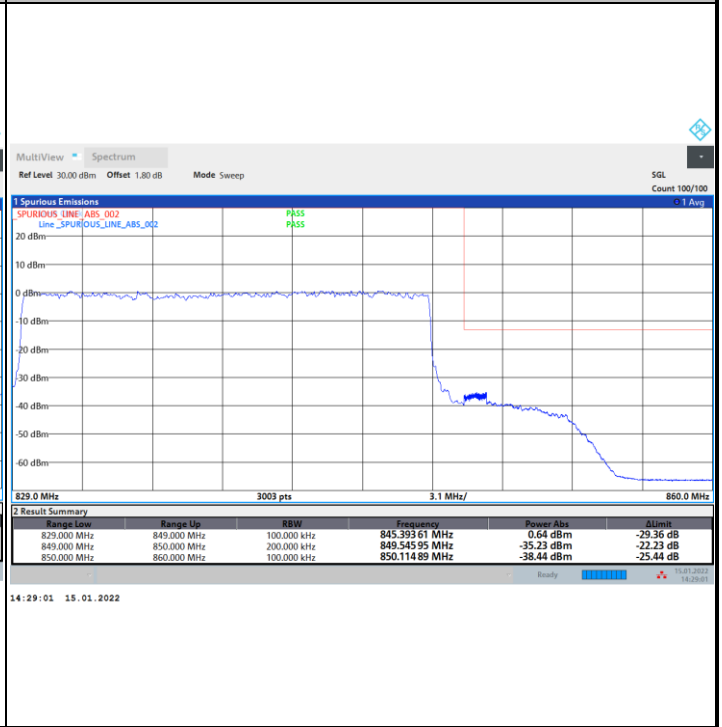 MultiView Spectrum
Ref Level 30.00 dBm Offset 1.80 dB Mode Sweep SGL
Count 100/100
1 Spurious Emissions 1 Avg
_SPURIOUS_LINE_ABS_002 PASS
Line _SPURIOUS_LINE_ABS_002 PASS
20 dBm
10 dBm
0 dBm
-10 dBm
-20 dBm
-30 dBm
-40 dBm
-50 dBm
-60 dBm
829.0 MHz 3003 pts 3.1 MHz/ 860.0 MHz
2 Result Summary
Range Low Range Up RBW Frequency Power Abs ΔLimit
829.000 MHz 849.000 MHz 100.000 kHz 845.393 61 MHz 0.64 dBm -29.36 dB
849.000 MHz 850.000 MHz 200.000 kHz 849.545 95 MHz -35.23 dBm -22.23 dB
850.000 MHz 860.000 MHz 100.000 kHz 850.114 89 MHz -38.44 dBm -25.44 dB
Ready 15.01.2022
14:29:01
14:29:01 15.01.2022